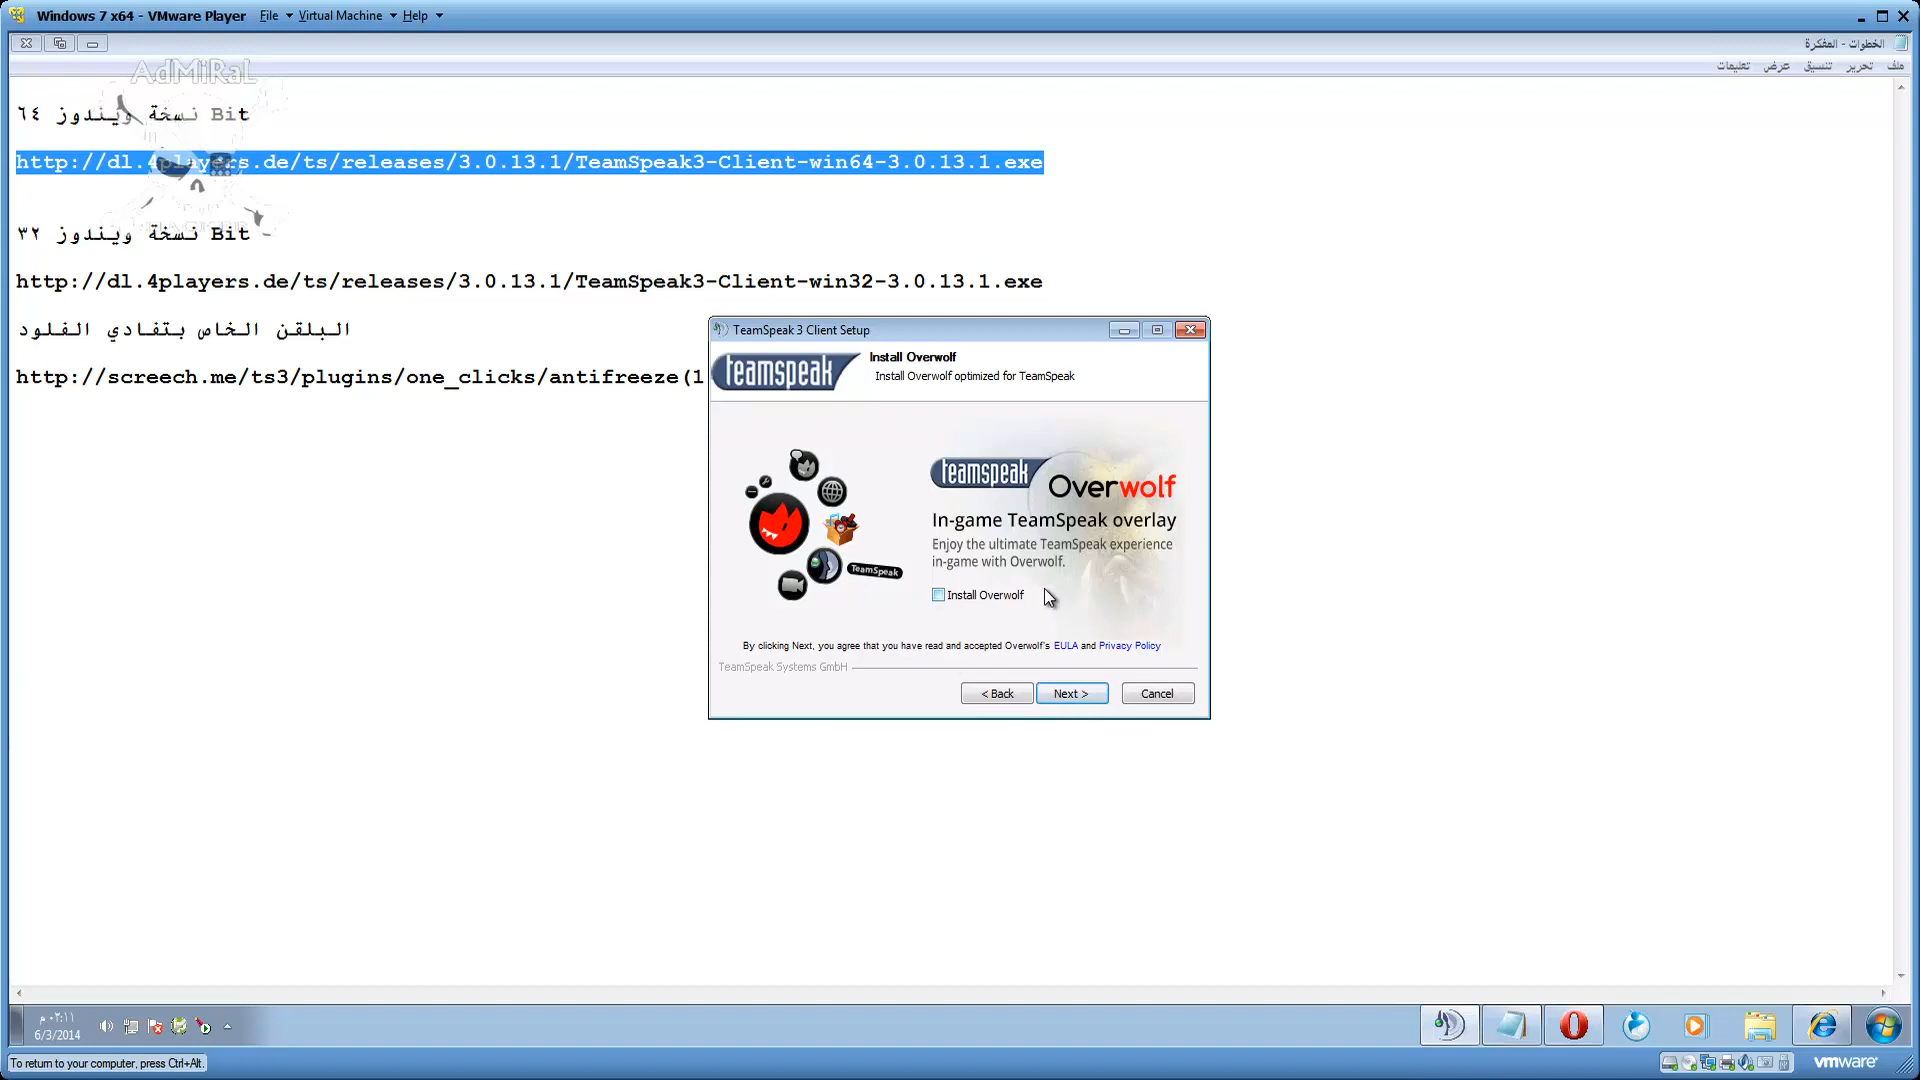 Windows 7 x64 - VMware Player File Virtual Machine Help
الخطوات - المفكرة
ملف تحرير تنسيق عرض تعليمات
AdMiRaL
نسخة ويندوز ٦٤ Bit
http://dl.4players.de/ts/releases/3.0.13.1/TeamSpeak3-Client-win64-3.0.13.1.exe
نسخة ويندوز ٣٢ Bit
http://dl.4players.de/ts/releases/3.0.13.1/TeamSpeak3-Client-win32-3.0.13.1.exe
البلقن الخاص بتفادي الفلود
http://screech.me/ts3/plugins/one_clicks/antifreeze(1
TeamSpeak 3 Client Setup
teamspeak
Install Overwolf
Install Overwolf optimized for TeamSpeak
teamspeak
Overwolf
In-game TeamSpeak overlay
Enjoy the ultimate TeamSpeak experience
in-game with Overwolf.
TeamSpeak
Install Overwolf
By clicking Next, you agree that you have read and accepted Overwolf's EULA and Privacy Policy
TeamSpeak Systems GmbH
< Back Next > Cancel
٠٢:١١ م
6/3/2014
To return to your computer, press Ctrl+Alt.
vmware